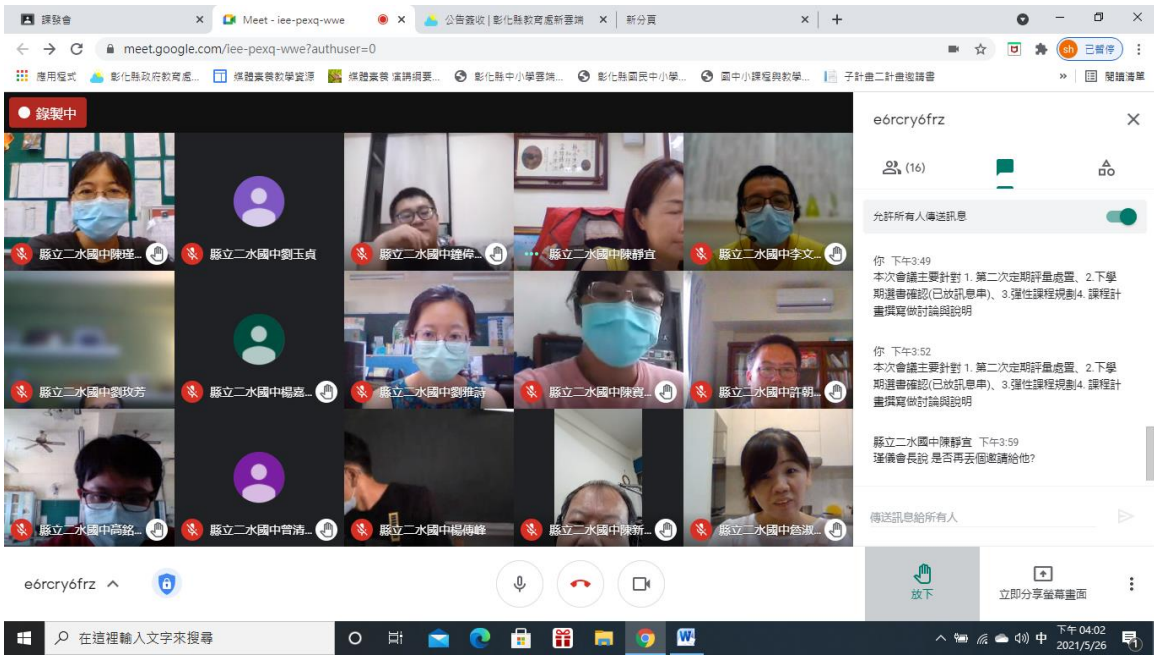 課發會
Meet - iee-pexq-wwe
公告簽收 | 彰化縣教育處新雲端
新分頁
meet.google.com/iee-pexq-wwe?authuser=0
sh 已暫停
應用程式
彰化縣政府教育處...
媒體素養教學資源
媒體素養 演講綱要...
彰化縣中小學雲端...
彰化縣國民中小學...
國中小課程與教學...
子計畫二計畫邀請書
»
閱讀清單
錄製中
縣立二水國中陳瑾...
縣立二水國中劉玉貞
縣立二水國中鐘偉...
縣立二水國中陳靜宜
縣立二水國中李文...
縣立二水國中劉玫芳
縣立二水國中楊嘉...
縣立二水國中劉雅詩
縣立二水國中陳寶...
縣立二水國中許朝...
縣立二水國中高銘...
縣立二水國中曾清...
縣立二水國中楊傳峰
縣立二水國中陳新...
縣立二水國中詹淑...
e6rcry6frz
(16)
允許所有人傳送訊息
你 下午3:49
本次會議主要針對 1. 第二次定期評量處置、2.下學
期選書確認(已放訊息串)、3.彈性課程規劃4. 課程計
畫撰寫做討論與說明
你 下午3:52
本次會議主要針對 1. 第二次定期評量處置、2.下學
期選書確認(已放訊息串)、3.彈性課程規劃4. 課程計
畫撰寫做討論與說明
縣立二水國中陳靜宜 下午3:59
瑾儀會長說 是否再丟個邀請給他?
傳送訊息給所有人
e6rcry6frz
放下
立即分享螢幕畫面
在這裡輸入文字來搜尋
中
下午 04:02
2021/5/26